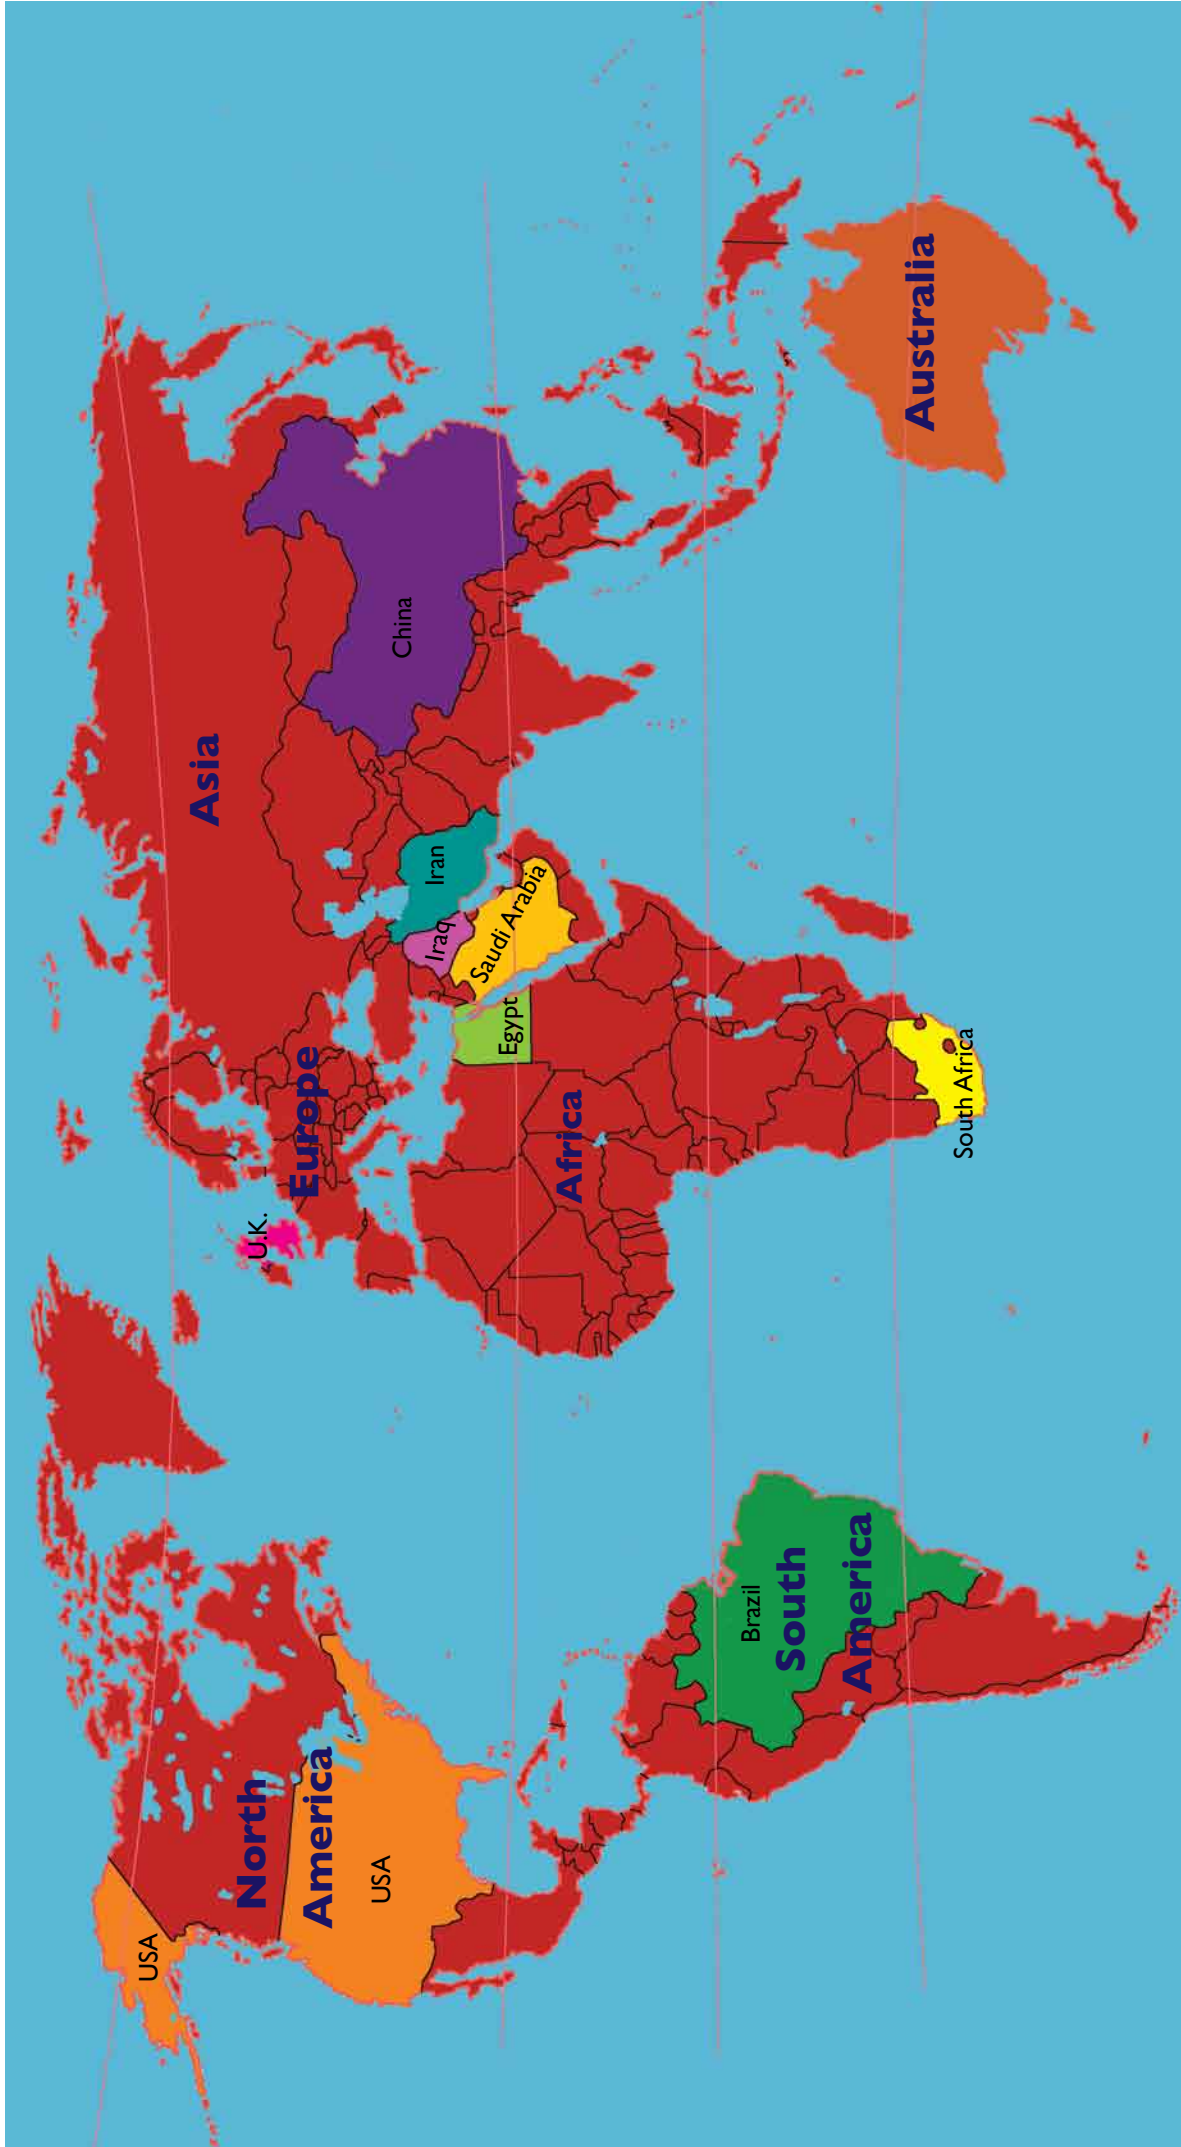 USA
North
America
USA
South
America
Brazil
U.K.
Europe
Asia
China
Iran
Iraq
Saudi Arabia
Egypt
Africa
South Africa
Australia